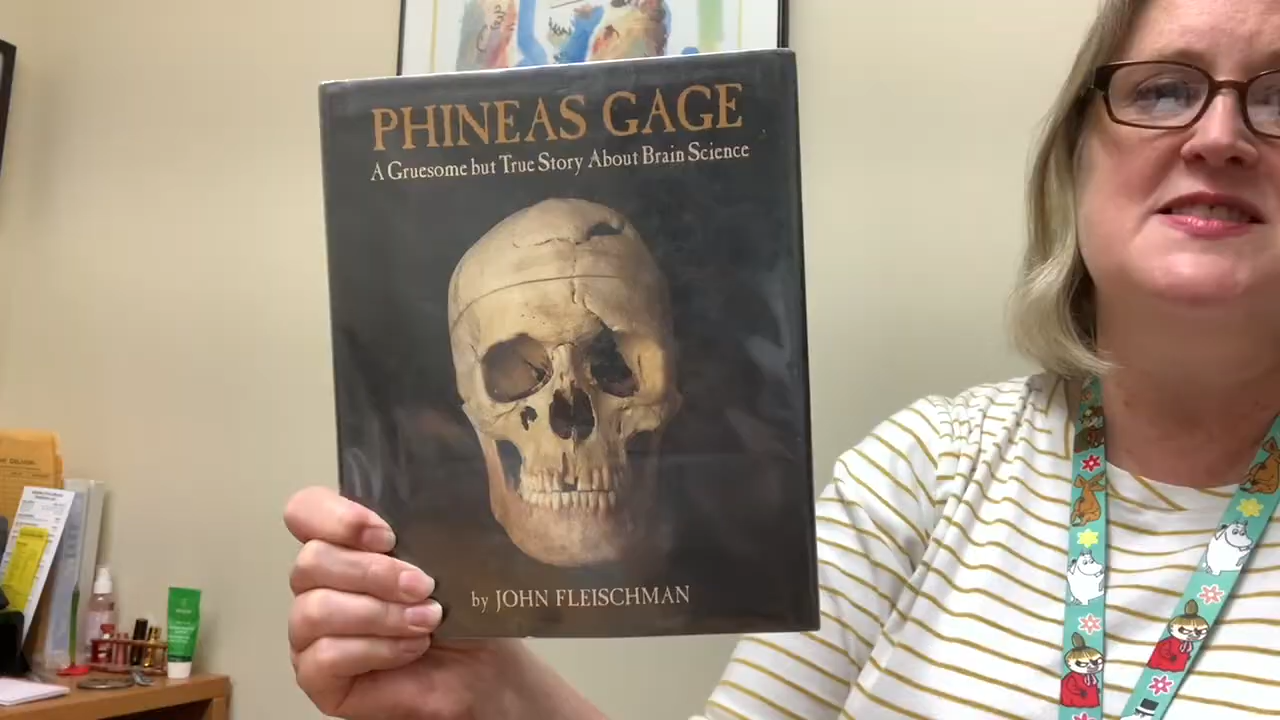 PHINEAS GAGE
A Gruesome but True Story About Brain Science
by JOHN FLEISCHMAN